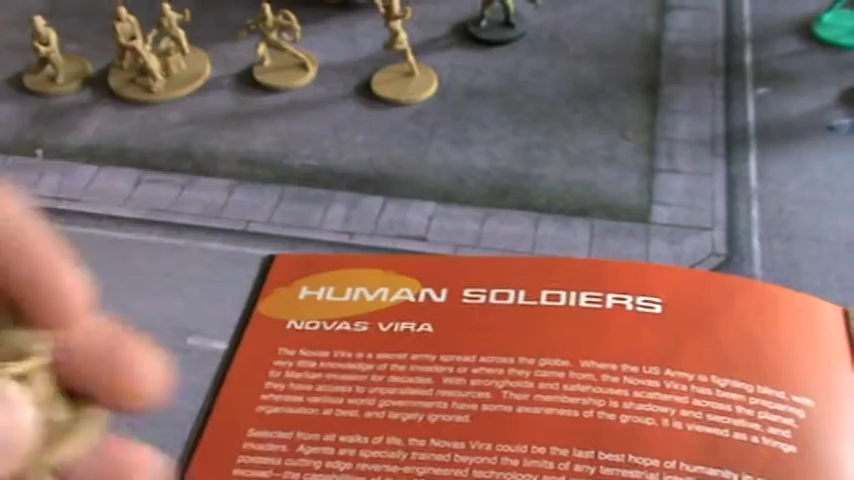 HUMAN SOLDIERS
NOVAS VIRA
The Novas Vira is a secret army spread across the globe. Where the US Army is fighting blind, with
very little knowledge of the invaders or where they came from, the Novas Vira has been preparing
for Martian interment for decades. With strongholds and safehouses scattered across the planet,
they have access to unparalleled resources. Their membership is shadowy and secretive, and
whereas various world governments have some awareness of the group, it is viewed as a fringe
organisation at best, and largely ignored.
Selected from all walks of life, the Novas Vira could be the last best hope of humanity
invaders. Agents are specially trained beyond the limits of any terrestrial
possess cutting edge reverse-engineered technology
the capabilities of